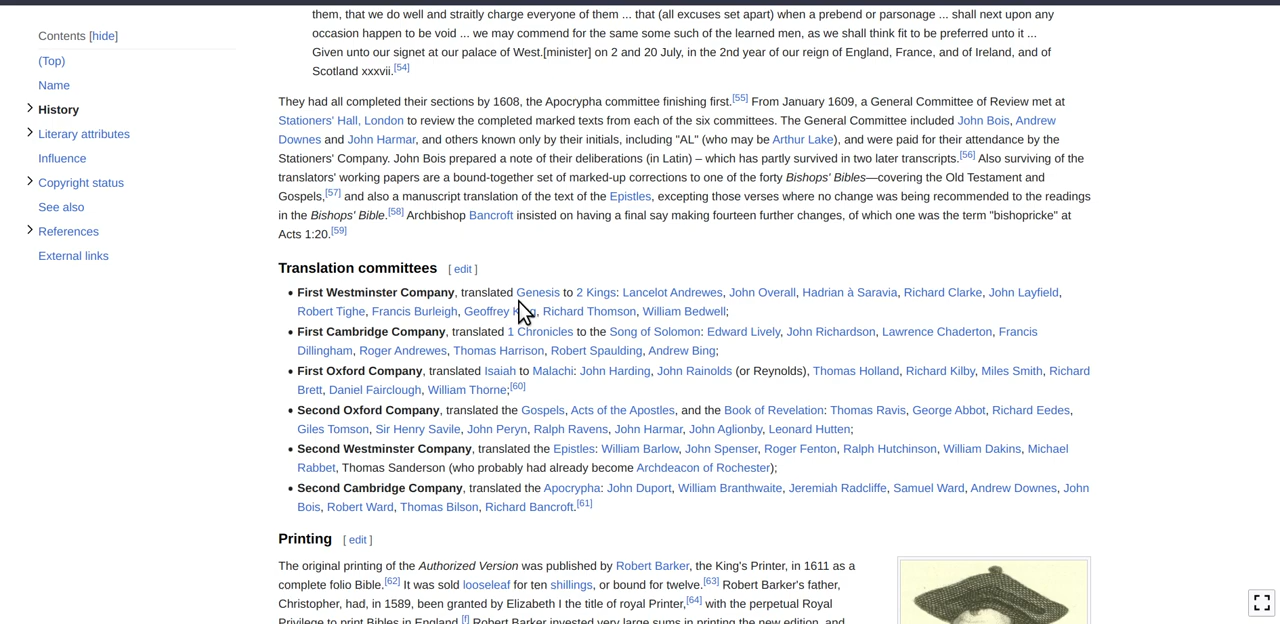 Contents [hide]
(Top)
Name
History
Literary attributes
Influence
Copyright status
See also
References
External links
them, that we do well and straitly charge everyone of them ... that (all excuses set apart) when a prebend or parsonage ... shall next upon any
occasion happen to be void ... we may commend for the same some such of the learned men, as we shall think fit to be preferred unto it ...
Given unto our signet at our palace of West.[minister] on 2 and 20 July, in the 2nd year of our reign of England, France, and of Ireland, and of
Scotland xxxvii.[54]
They had all completed their sections by 1608, the Apocrypha committee finishing first.[55] From January 1609, a General Committee of Review met at
Stationers' Hall, London to review the completed marked texts from each of the six committees. The General Committee included John Bois, Andrew
Downes and John Harmar, and others known only by their initials, including "AL" (who may be Arthur Lake), and were paid for their attendance by the
Stationers' Company. John Bois prepared a note of their deliberations (in Latin) – which has partly survived in two later transcripts.[56] Also surviving of the
translators' working papers are a bound-together set of marked-up corrections to one of the forty Bishops' Bibles—covering the Old Testament and
Gospels,[57] and also a manuscript translation of the text of the Epistles, excepting those verses where no change was being recommended to the readings
in the Bishops' Bible.[58] Archbishop Bancroft insisted on having a final say making fourteen further changes, of which one was the term "bishopricke" at
Acts 1:20.[59]
Translation committees [ edit ]
• First Westminster Company, translated Genesis to 2 Kings: Lancelot Andrewes, John Overall, Hadrian à Saravia, Richard Clarke, John Layfield,
Robert Tighe, Francis Burleigh, Geoffrey King, Richard Thomson, William Bedwell;
• First Cambridge Company, translated 1 Chronicles to the Song of Solomon: Edward Lively, John Richardson, Lawrence Chaderton, Francis
Dillingham, Roger Andrewes, Thomas Harrison, Robert Spaulding, Andrew Bing;
• First Oxford Company, translated Isaiah to Malachi: John Harding, John Rainolds (or Reynolds), Thomas Holland, Richard Kilby, Miles Smith, Richard
Brett, Daniel Fairclough, William Thorne;[60]
• Second Oxford Company, translated the Gospels, Acts of the Apostles, and the Book of Revelation: Thomas Ravis, George Abbot, Richard Eedes,
Giles Tomson, Sir Henry Savile, John Peryn, Ralph Ravens, John Harmar, John Aglionby, Leonard Hutten;
• Second Westminster Company, translated the Epistles: William Barlow, John Spenser, Roger Fenton, Ralph Hutchinson, William Dakins, Michael
Rabbet, Thomas Sanderson (who probably had already become Archdeacon of Rochester);
• Second Cambridge Company, translated the Apocrypha: John Duport, William Branthwaite, Jeremiah Radcliffe, Samuel Ward, Andrew Downes, John
Bois, Robert Ward, Thomas Bilson, Richard Bancroft.[61]
Printing [ edit ]
The original printing of the Authorized Version was published by Robert Barker, the King's Printer, in 1611 as a
complete folio Bible.[62] It was sold looseleaf for ten shillings, or bound for twelve.[63] Robert Barker's father,
Christopher, had, in 1589, been granted by Elizabeth I the title of royal Printer,[64] with the perpetual Royal
Privilege to print Bibles in England.[f] Robert Barker invested very large sums in printing the new edition, and